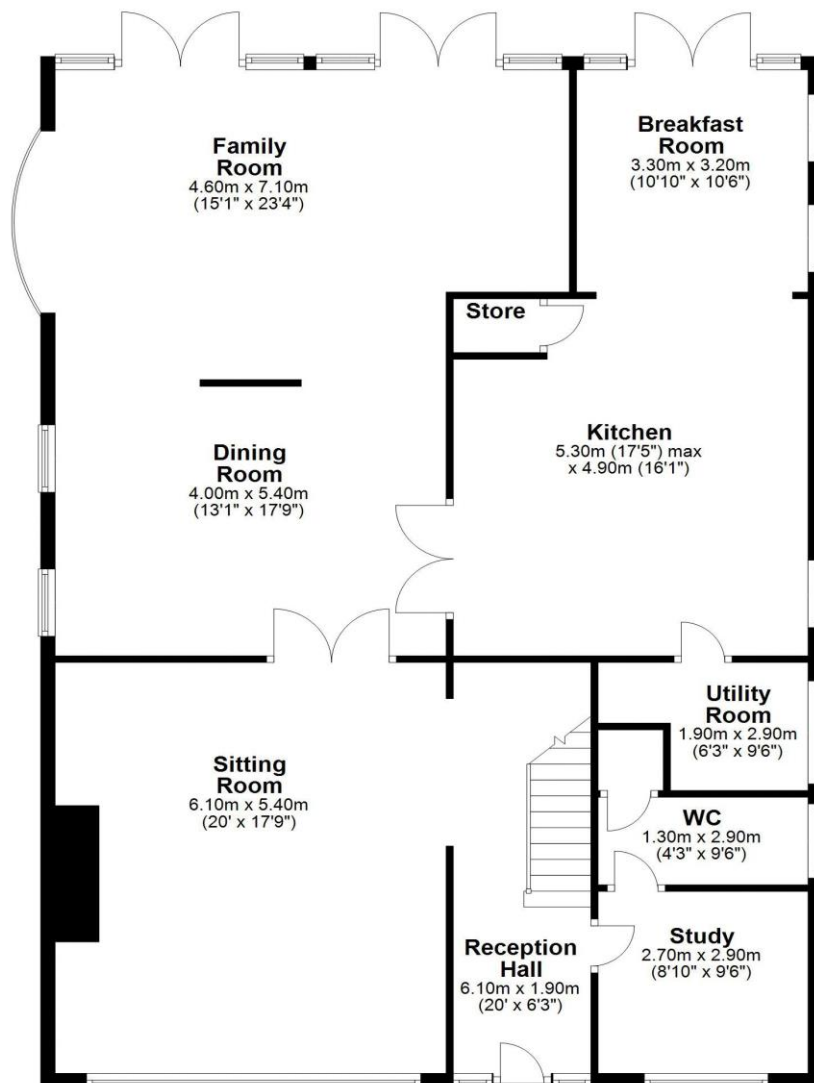 Family
Room
4.60m x 7.10m
(15'1" x 23'4")
Breakfast
Room
3.30m x 3.20m
(10'10" x 10'6")
Store
Kitchen
5.30m (17'5") max
x 4.90m (16'1")
Dining
Room
4.00m x 5.40m
(13'1" x 17'9")
Utility
Room
1.90m x 2.90m
(6'3" x 9'6")
Sitting
Room
6.10m x 5.40m
(20' x 17'9")
WC
1.30m x 2.90m
(4'3" x 9'6")
Reception
Hall
6.10m x 1.90m
(20' x 6'3")
Study
2.70m x 2.90m
(8'10" x 9'6")